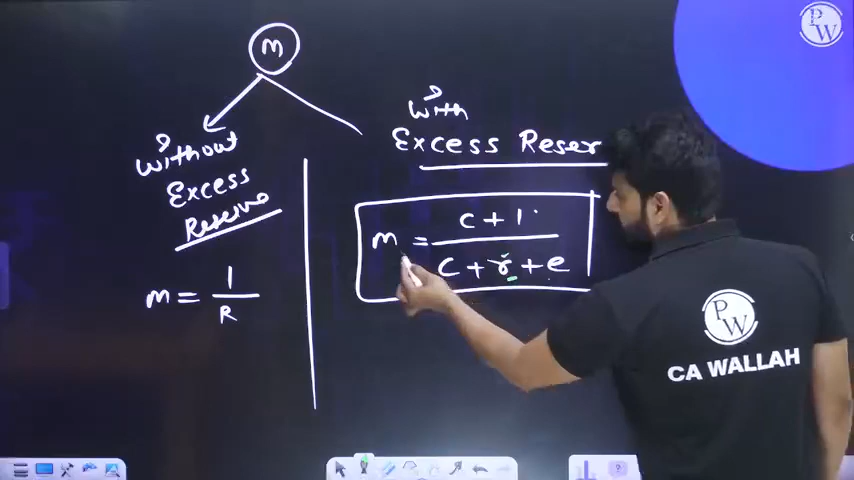 m
Without
Excess
Reserve
m = 1/R
With
Excess Reser
m = c + 1 / c + r + e
PW
PW
CA WALLAH